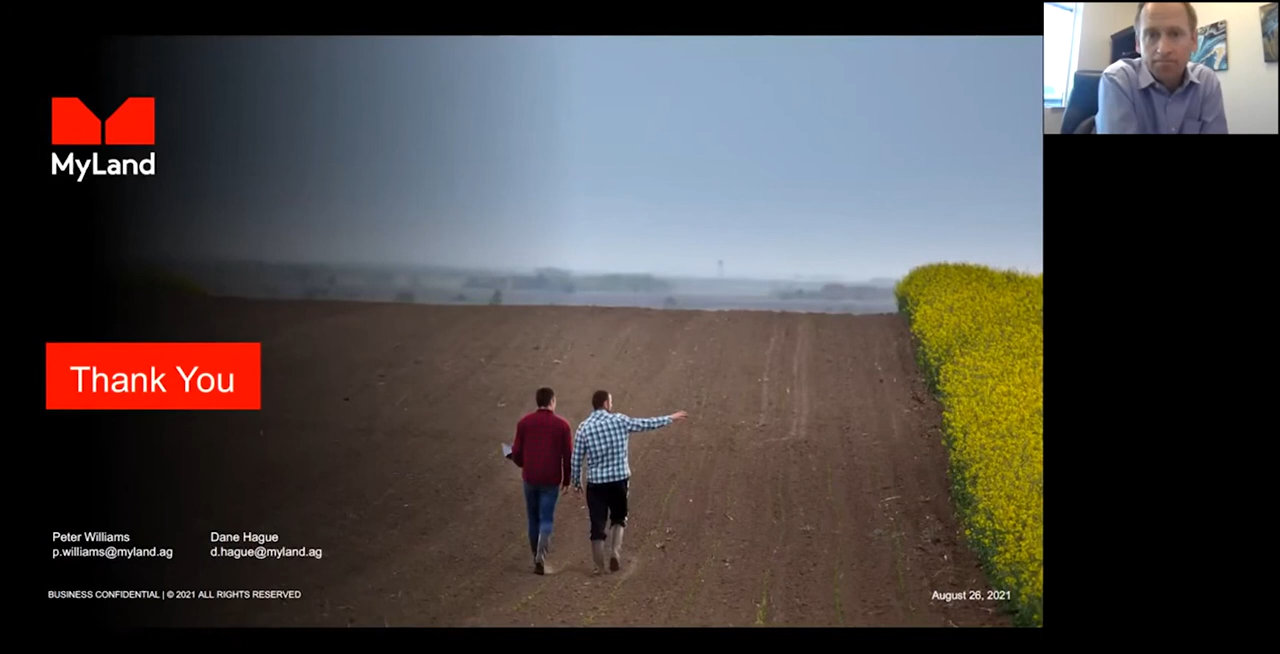 MyLand
Thank You
Peter Williams
p.williams@myland.ag
Dane Hague
d.hague@myland.ag
BUSINESS CONFIDENTIAL | © 2021 ALL RIGHTS RESERVED
August 26, 2021